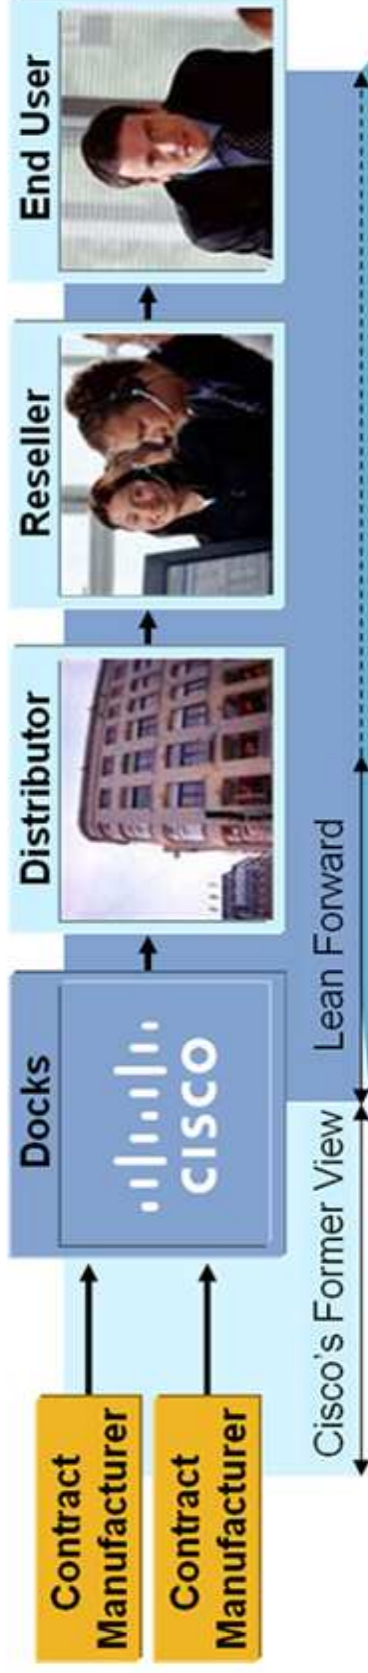 Contract
Manufacturer
Contract
Manufacturer
Docks
CISCO
Distributor
Reseller
End User
Cisco's Former View
Lean Forward